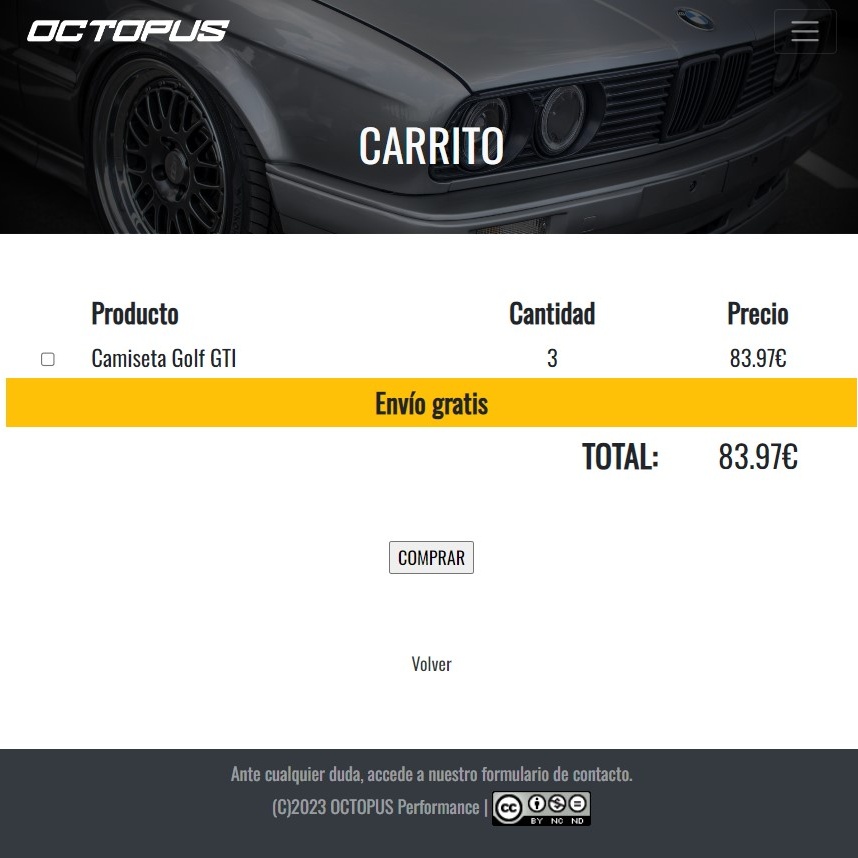 OCTOPUS
CARRITO
Producto Cantidad Precio
Camiseta Golf GTI 3 83.97€
Envío gratis
TOTAL: 83.97€
COMPRAR
Volver
Ante cualquier duda, accede a nuestro formulario de contacto.
(C)2023 OCTOPUS Performance | cc BY NC ND